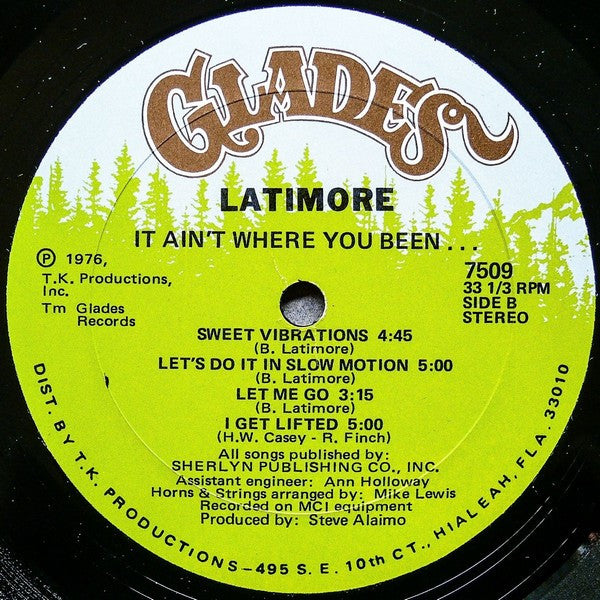 GLADES
LATIMORE
IT AIN'T WHERE YOU BEEN . . .
℗ 1976,
T.K. Productions,
Inc.
Tm Glades
Records
7509
33 1/3 RPM
SIDE B
STEREO
SWEET VIBRATIONS 4:45
(B. Latimore)
LET'S DO IT IN SLOW MOTION 5:00
(B. Latimore)
LET ME GO 3:15
(B. Latimore)
I GET LIFTED 5:00
(H.W. Casey - R. Finch)
All songs published by:
SHERLYN PUBLISHING CO., INC.
Assistant engineer: Ann Holloway
Horns & Strings arranged by: Mike Lewis
Recorded on MCI equipment
Produced by: Steve Alaimo
DIST. BY T.K. PRODUCTIONS—495 S. E. 10th CT., HIALEAH, FLA. 33010